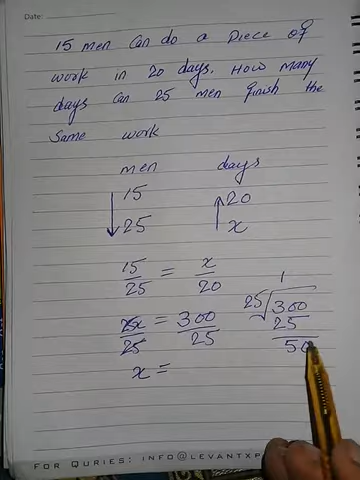 Date:
15 men can do a piece of
work in 20 days. How many
days can 25 men finish the
same work
men days
15 20
25 x
15/25 = x/20
25x/25 = 300/25
x =
1
25 300
25
50
FOR QURIES: INFO@LEVANTXP